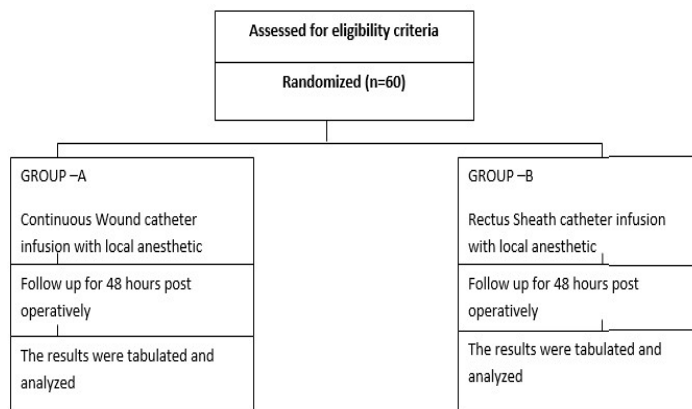 Assessed for eligibility criteria
Randomized (n=60)
GROUP –A
Continuous Wound catheter
infusion with local anesthetic
Follow up for 48 hours post
operatively
The results were tabulated and
analyzed
GROUP –B
Rectus Sheath catheter infusion
with local anesthetic
Follow up for 48 hours post
operatively
The results were tabulated and
analyzed